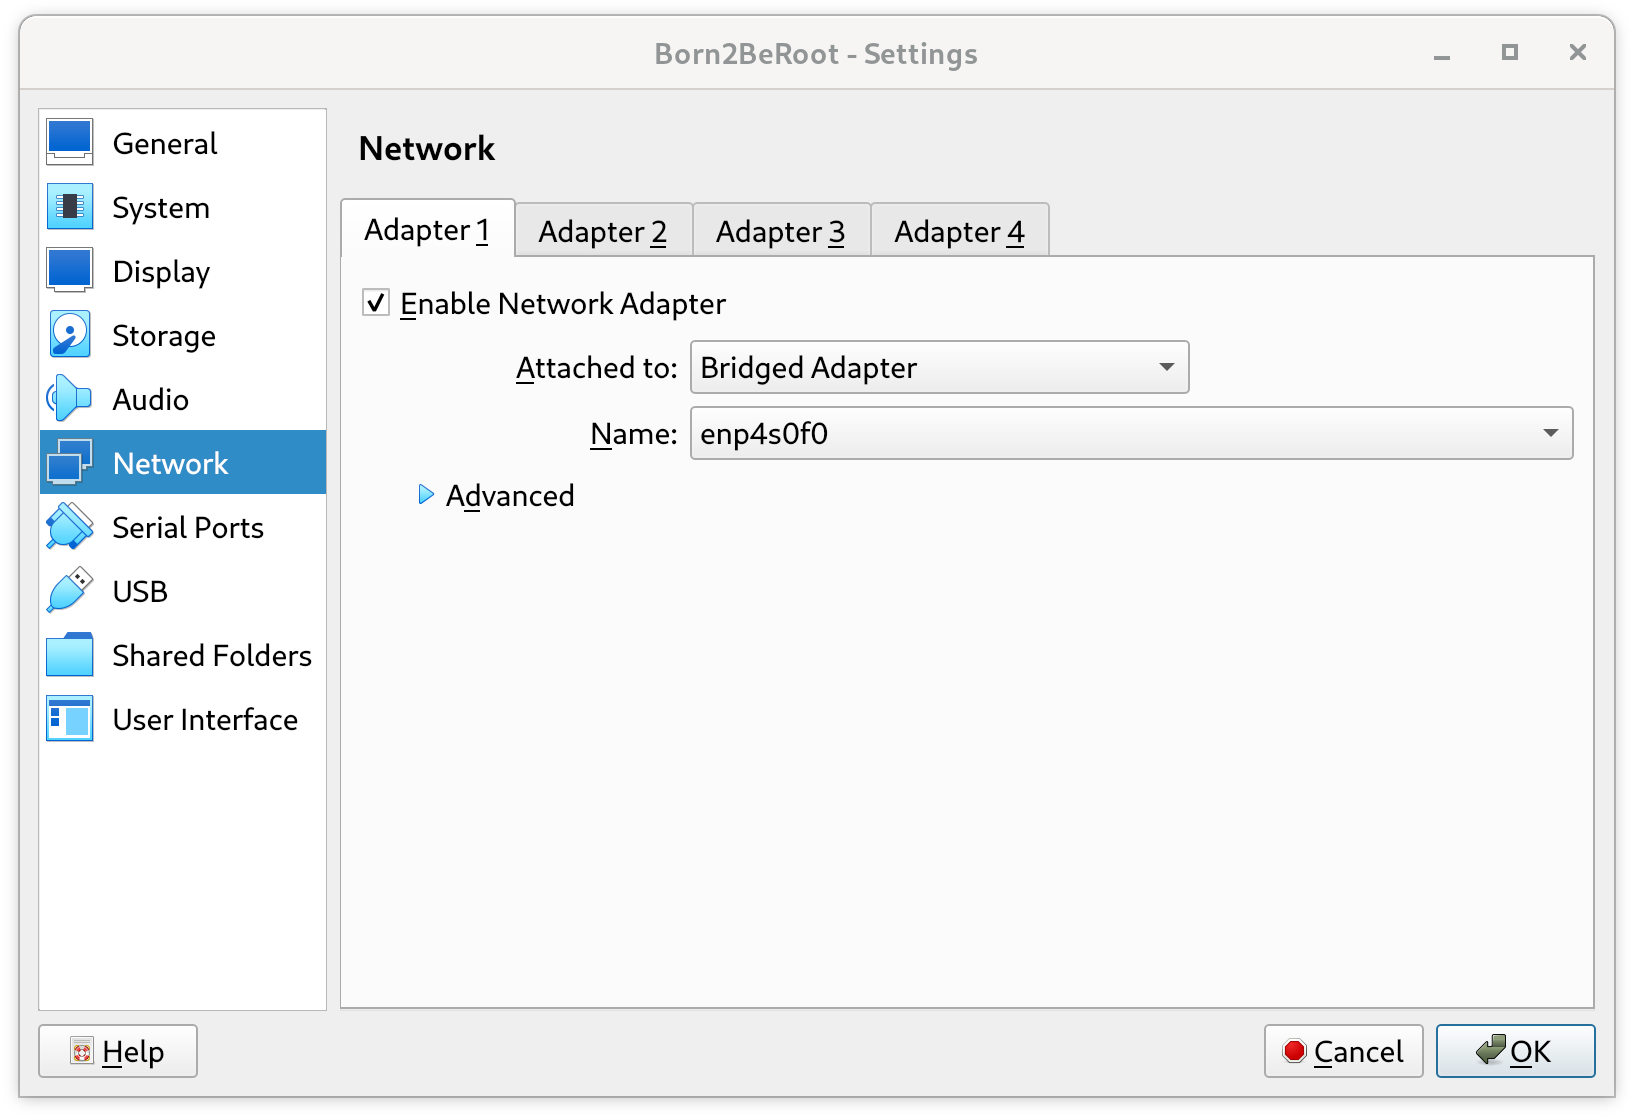 Born2BeRoot - Settings
General
System
Display
Storage
Audio
Network
Serial Ports
USB
Shared Folders
User Interface
Network
Adapter 1 Adapter 2 Adapter 3 Adapter 4
Enable Network Adapter
Attached to: Bridged Adapter
Name: enp4s0f0
Advanced
Help Cancel OK